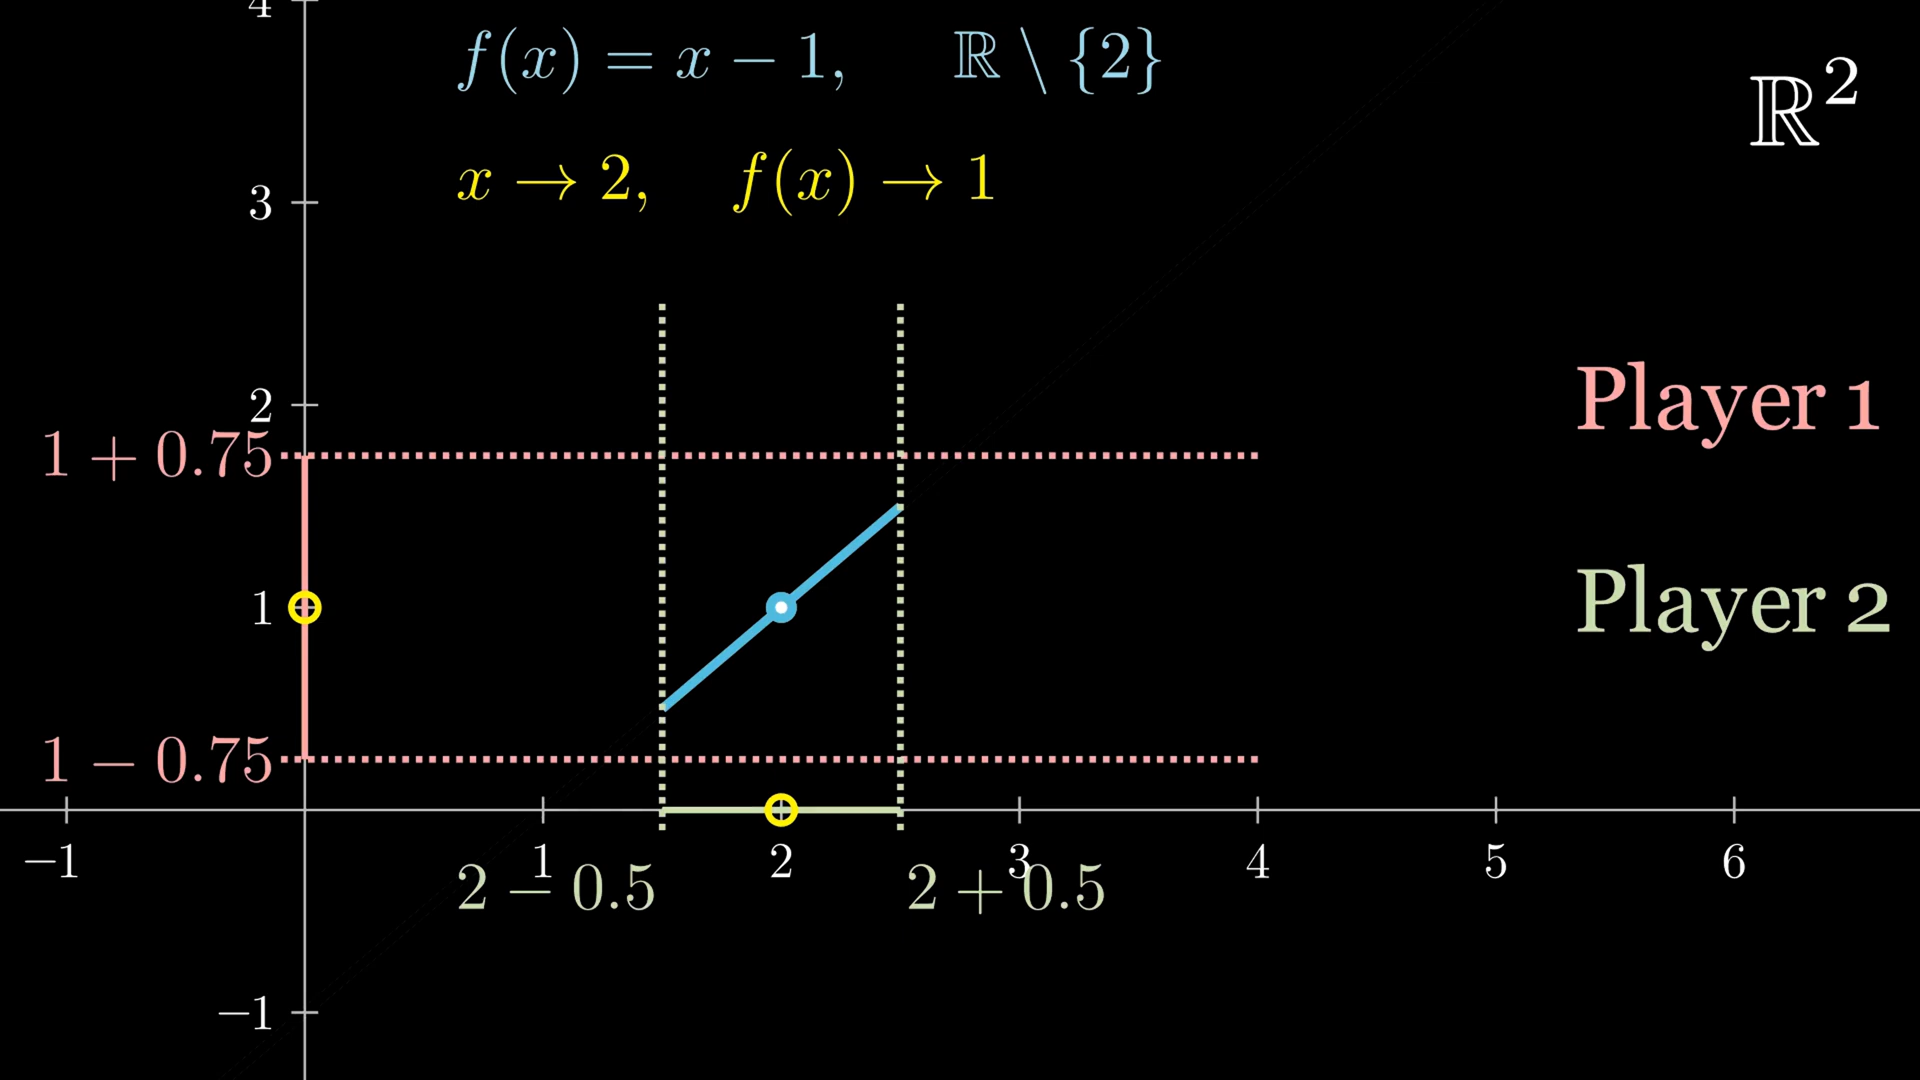 4
f(x) = x − 1, ℝ \ {2}
ℝ²
x → 2, f(x) → 1
3
2
Player 1
1 + 0.75
1
Player 2
1 − 0.75
−1 1 2 3 4 5 6
2 − 0.5 2 + 0.5
−1